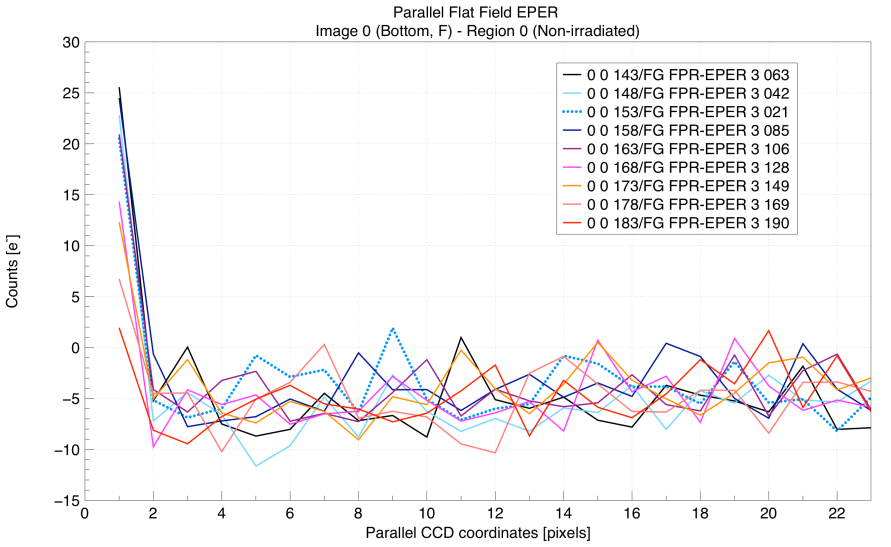 Parallel Flat Field EPER
Image 0 (Bottom, F) - Region 0 (Non-irradiated)
30
25
20
15
10
5
0
−5
−10
−15
Counts [e-]
0 0 143/FG FPR-EPER 3 063
0 0 148/FG FPR-EPER 3 042
0 0 153/FG FPR-EPER 3 021
0 0 158/FG FPR-EPER 3 085
0 0 163/FG FPR-EPER 3 106
0 0 168/FG FPR-EPER 3 128
0 0 173/FG FPR-EPER 3 149
0 0 178/FG FPR-EPER 3 169
0 0 183/FG FPR-EPER 3 190
0 2 4 6 8 10 12 14 16 18 20 22
Parallel CCD coordinates [pixels]